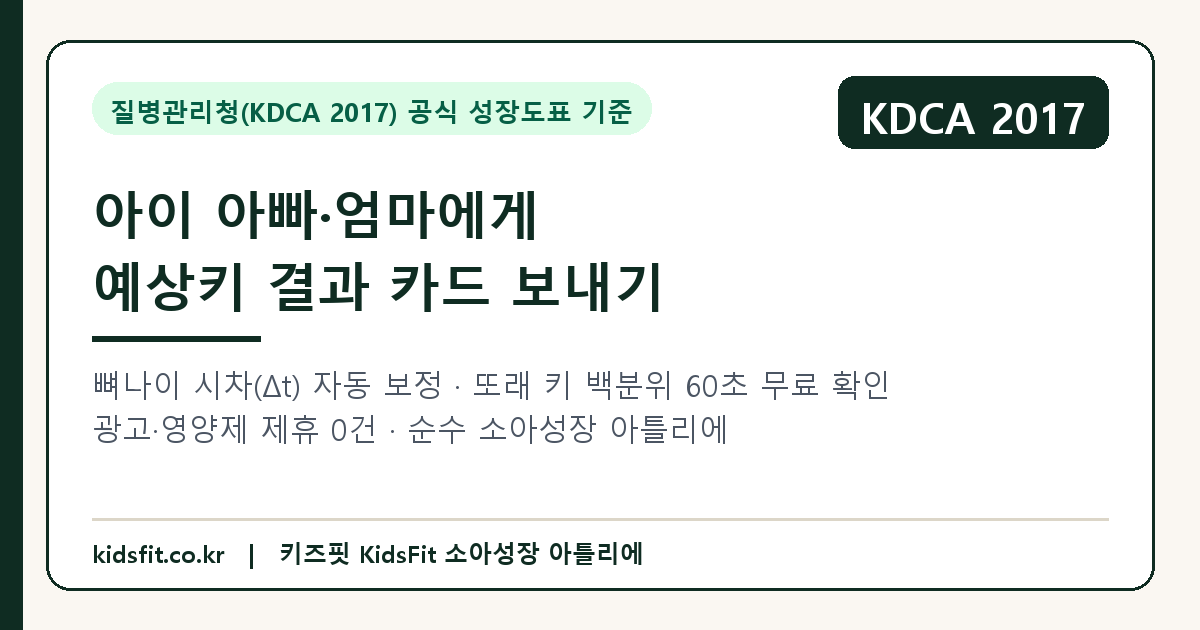 질병관리청(KDCA 2017) 공식 성장도표 기준
KDCA 2017
아이 아빠·엄마에게
예상키 결과 카드 보내기
뼈나이 시차(Δt) 자동 보정 · 또래 키 백분위 60초 무료 확인
광고·영양제 제휴 0건 · 순수 소아성장 아틀리에
kidsfit.co.kr | 키즈핏 KidsFit 소아성장 아틀리에